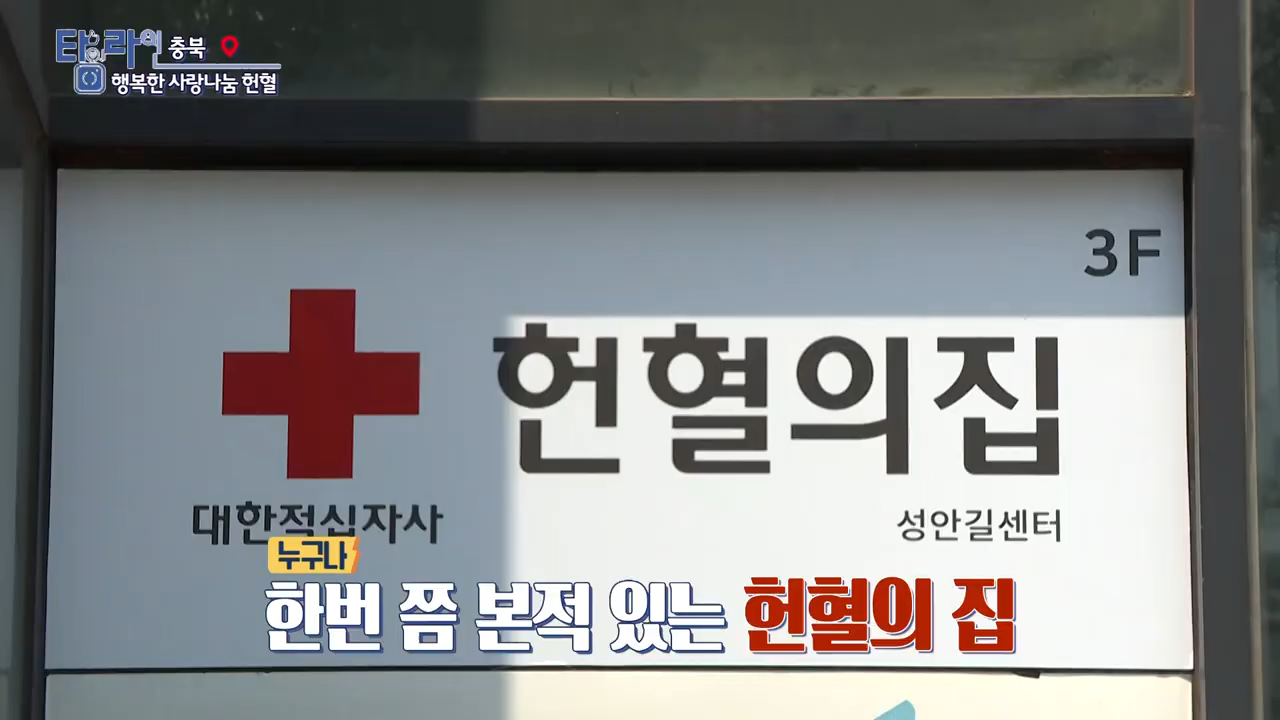 타임라인 충북
행복한 사랑나눔 헌혈
3F
헌혈의집
대한적십자사
성안길센터
누구나
한번 쯤 본적 있는 헌혈의 집